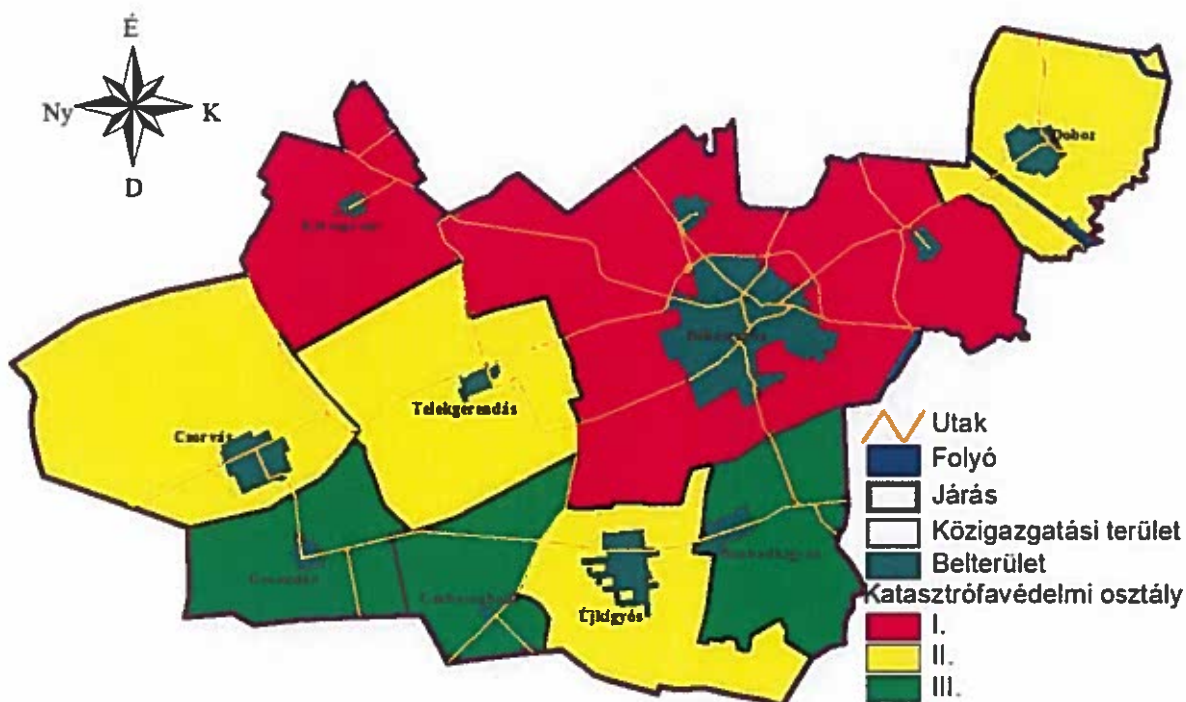 É
Ny
K
D
Doboz
Telekgerendás
Csorvás
Újkígyós
Utak
Folyó
Járás
Közigazgatási terület
Belterület
Katasztrófavédelmi osztály
I.
II.
III.